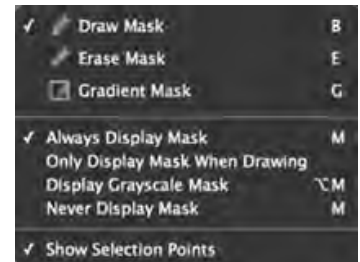 ✓ Draw Mask B
Erase Mask E
Gradient Mask G
✓ Always Display Mask M
Only Display Mask When Drawing
Display Grayscale Mask ⌥M
Never Display Mask M
✓ Show Selection Points